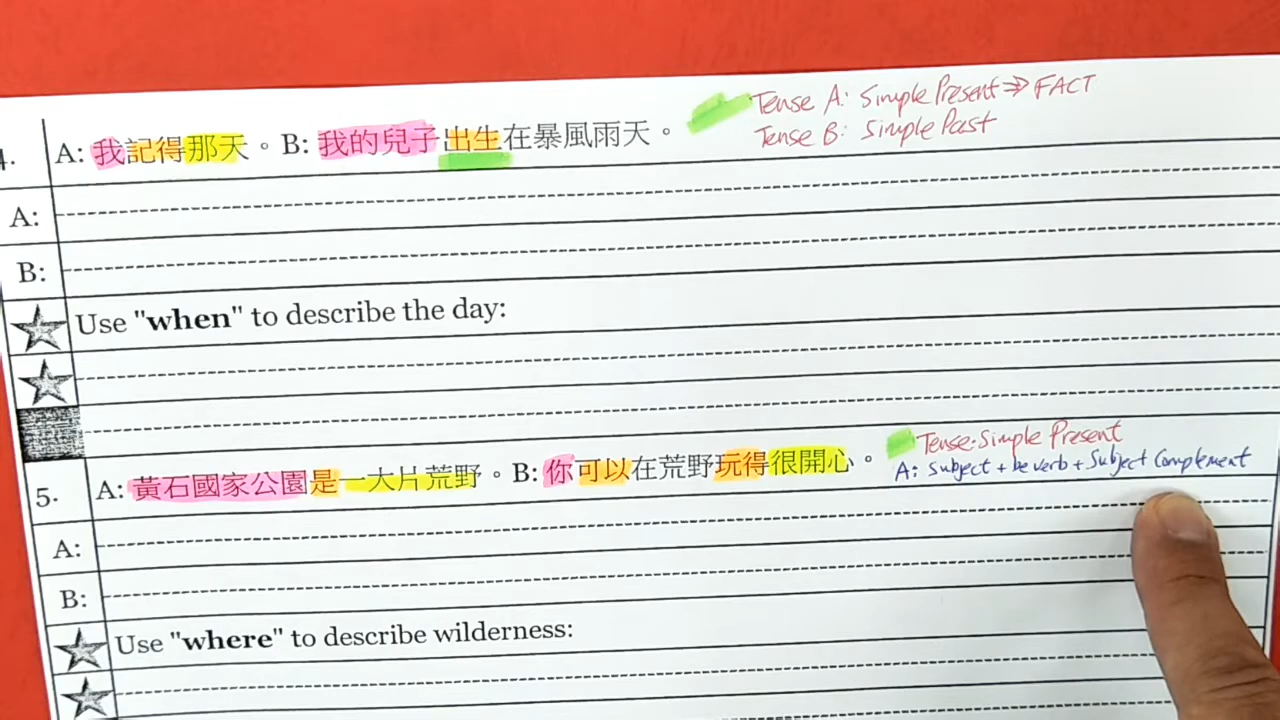 Tense A: Simple Present ⇒ FACT
4. A: 我記得那天。B: 我的兒子出生在暴風雨天。
Tense B: Simple Past
A:
B:
Use "when" to describe the day:
Tense: Simple Present
5. A: 黃石國家公園是一大片荒野。B: 你可以在荒野玩得很開心。
A: Subject + be verb + Subject Complement
A:
B:
Use "where" to describe wilderness: